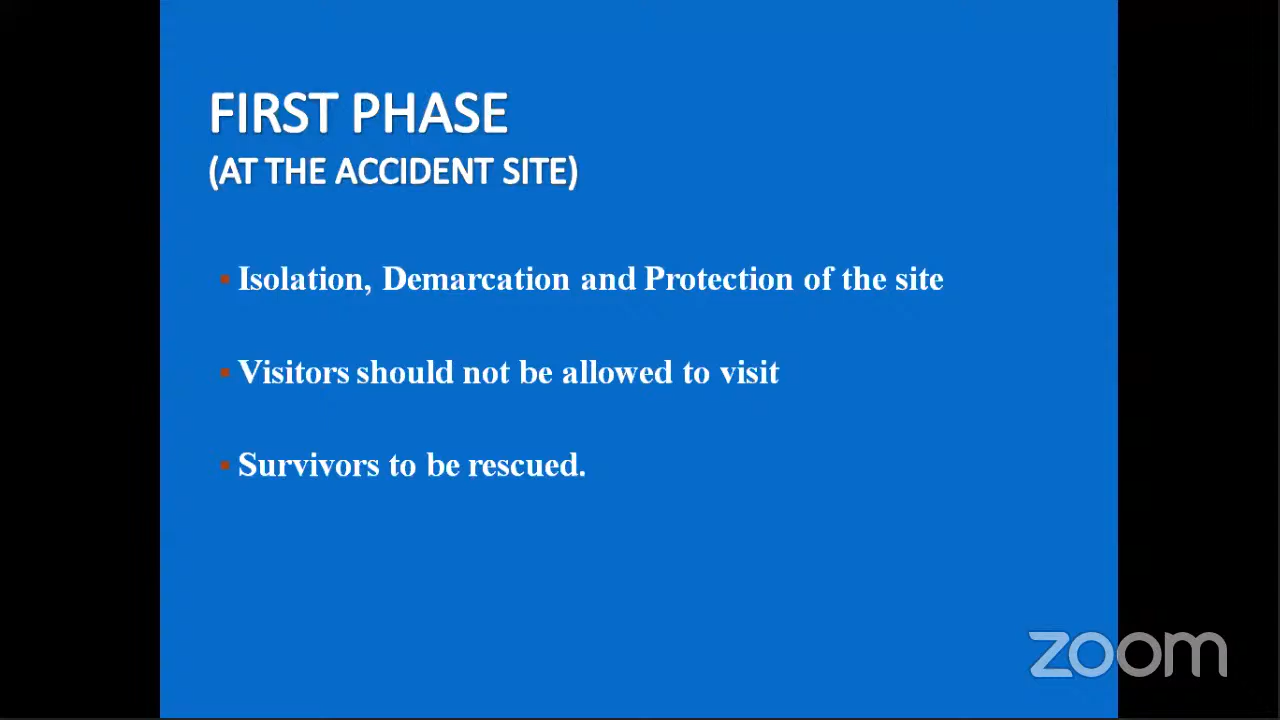 FIRST PHASE
(AT THE ACCIDENT SITE)
• Isolation, Demarcation and Protection of the site
• Visitors should not be allowed to visit
• Survivors to be rescued.
zoom